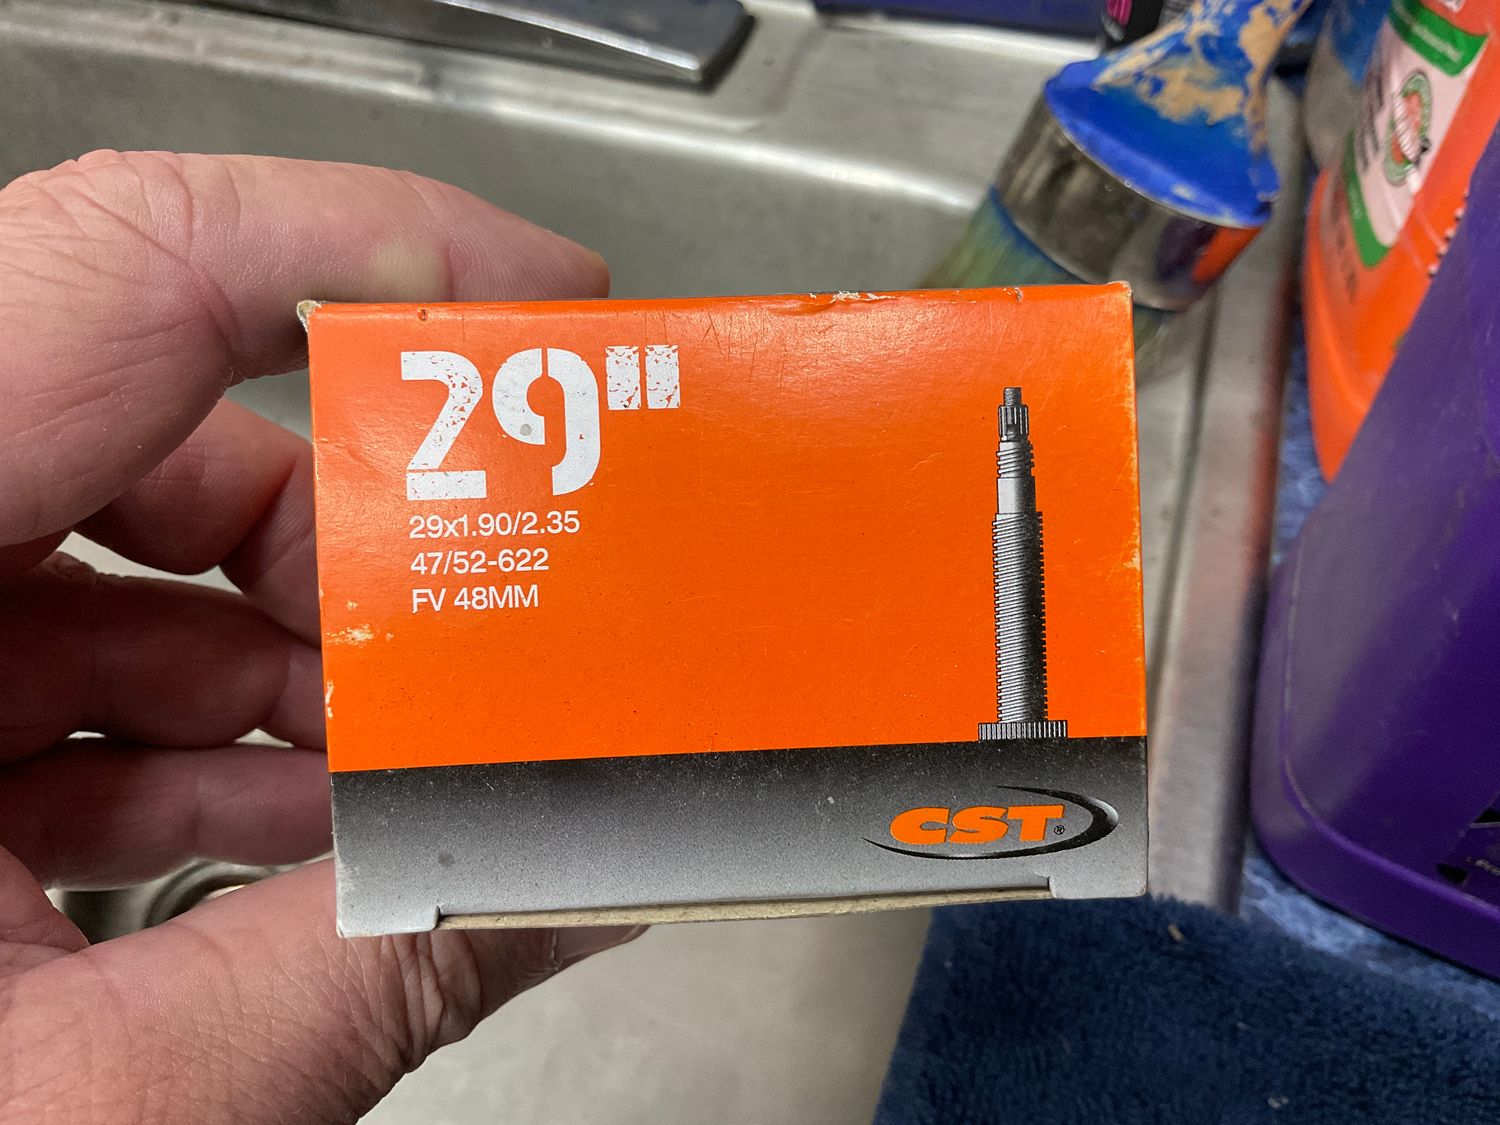 29"
29x1.90/2.35
47/52-622
FV 48MM
CST®